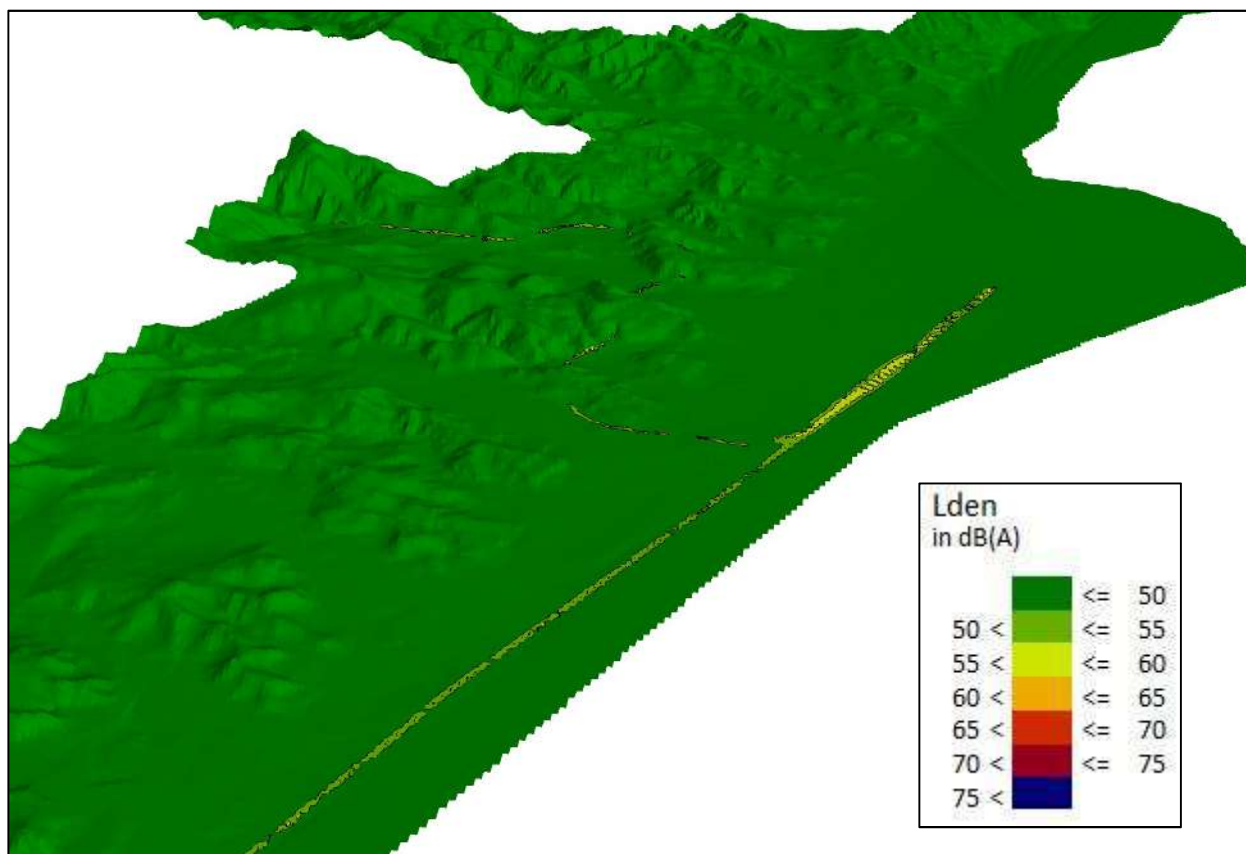 Lden
in dB(A)
<= 50
50 < <= 55
55 < <= 60
60 < <= 65
65 < <= 70
70 < <= 75
75 <